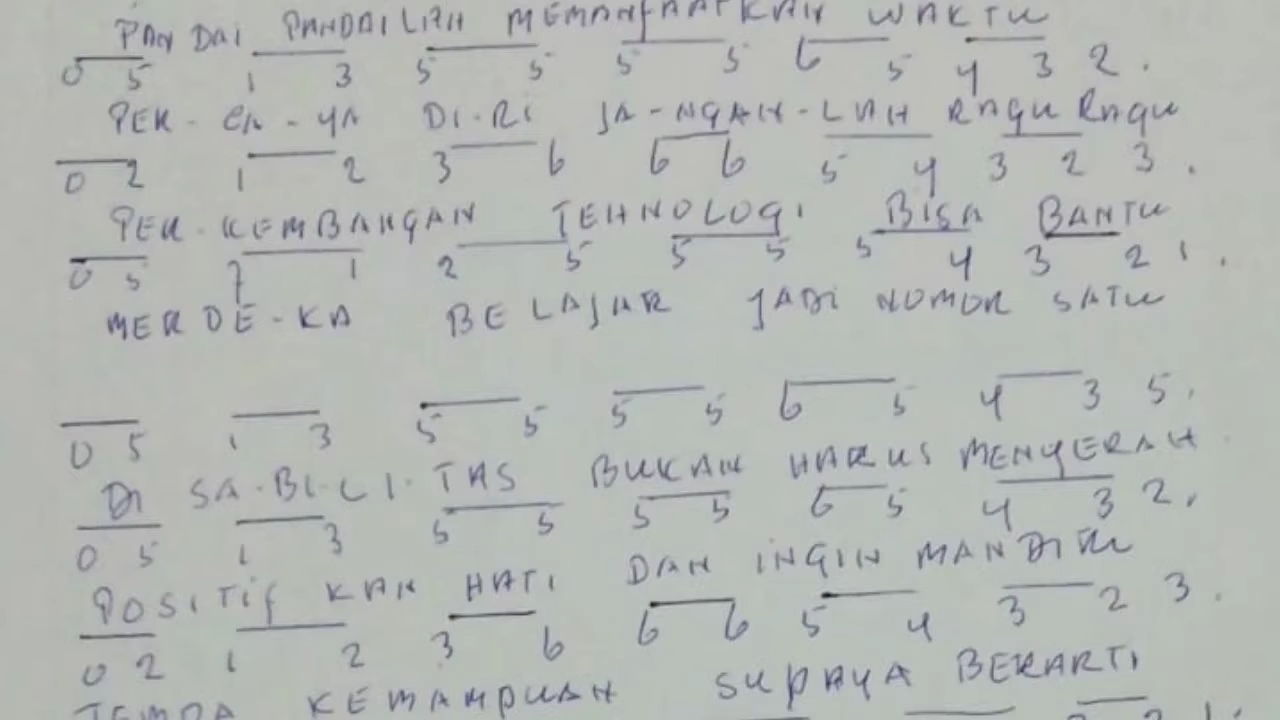 PAN DAI PANDAILAH MEMANFAATKAN WAKTU
0 5 1 3 5 5 5 5 6 5 4 3 2 .
PER - CA - YA DI - RI JA - NGAN - LAH RAGU RAGU
0 2 1 2 3 6 6 6 5 4 3 2 3 .
PER - KEMBANGAN TEHNOLOGI BISA BANTU
0 5 7 1 2 5 5 5 5 4 3 2 1 .
MER DE - KA BELAJAR JADI NOMOR SATU
0 5 1 3 5 5 5 5 6 5 4 3 5 .
DI SA - BI - LI - TAS BUKAN HARUS MENYERAH
0 5 1 3 5 5 5 5 6 5 4 3 2 .
POSITIF KAN HATI DAN INGIN MANDIRI
0 2 1 2 3 6 6 6 5 4 3 2 3 .
TEMPA KEMAMPUAN SUPAYA BERARTI